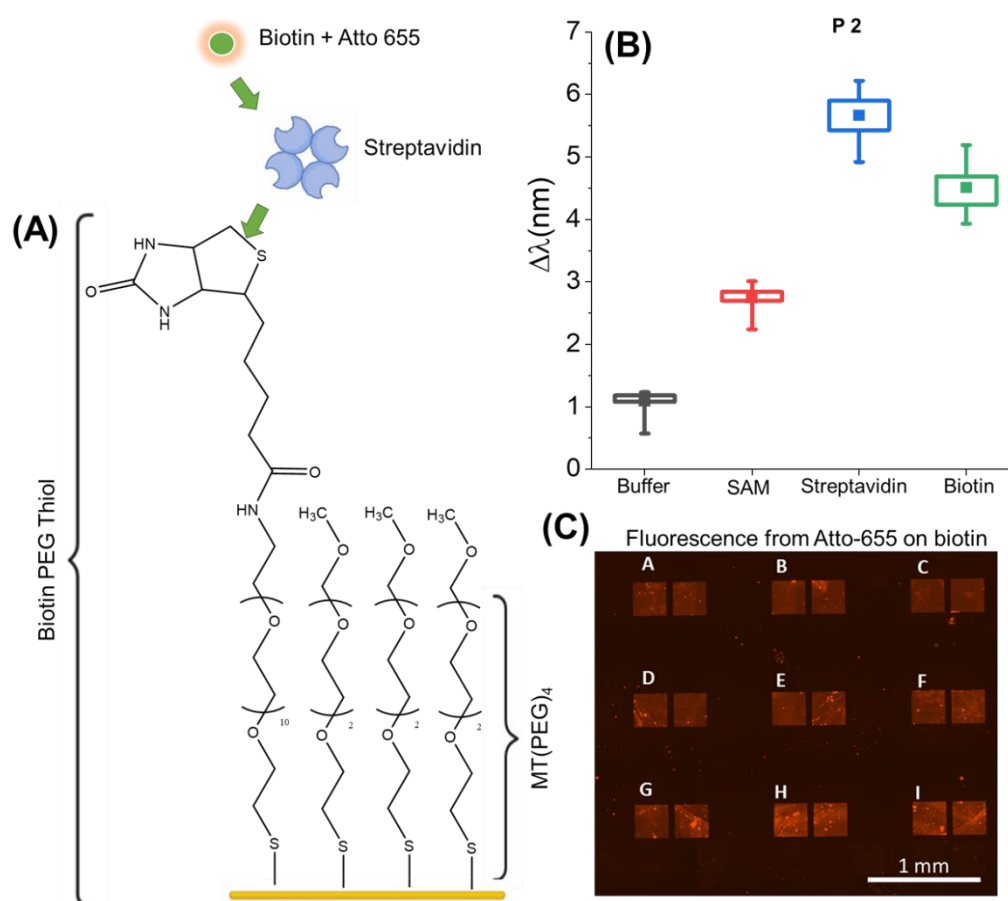 Biotin + Atto 655
Streptavidin
(A)
HN
S
O
N
H
O
N
H
H₃C
H₃C
H₃C
O
O
O
O
O
O
O
10
2
2
2
O
O
O
O
S
S
S
S
Biotin PEG Thiol
MT(PEG)₄
(B)
P 2
Δλ(nm)
7
6
5
4
3
2
1
0
Buffer
SAM
Streptavidin
Biotin
(C)
Fluorescence from Atto-655 on biotin
A
B
C
D
E
F
G
H
I
1 mm